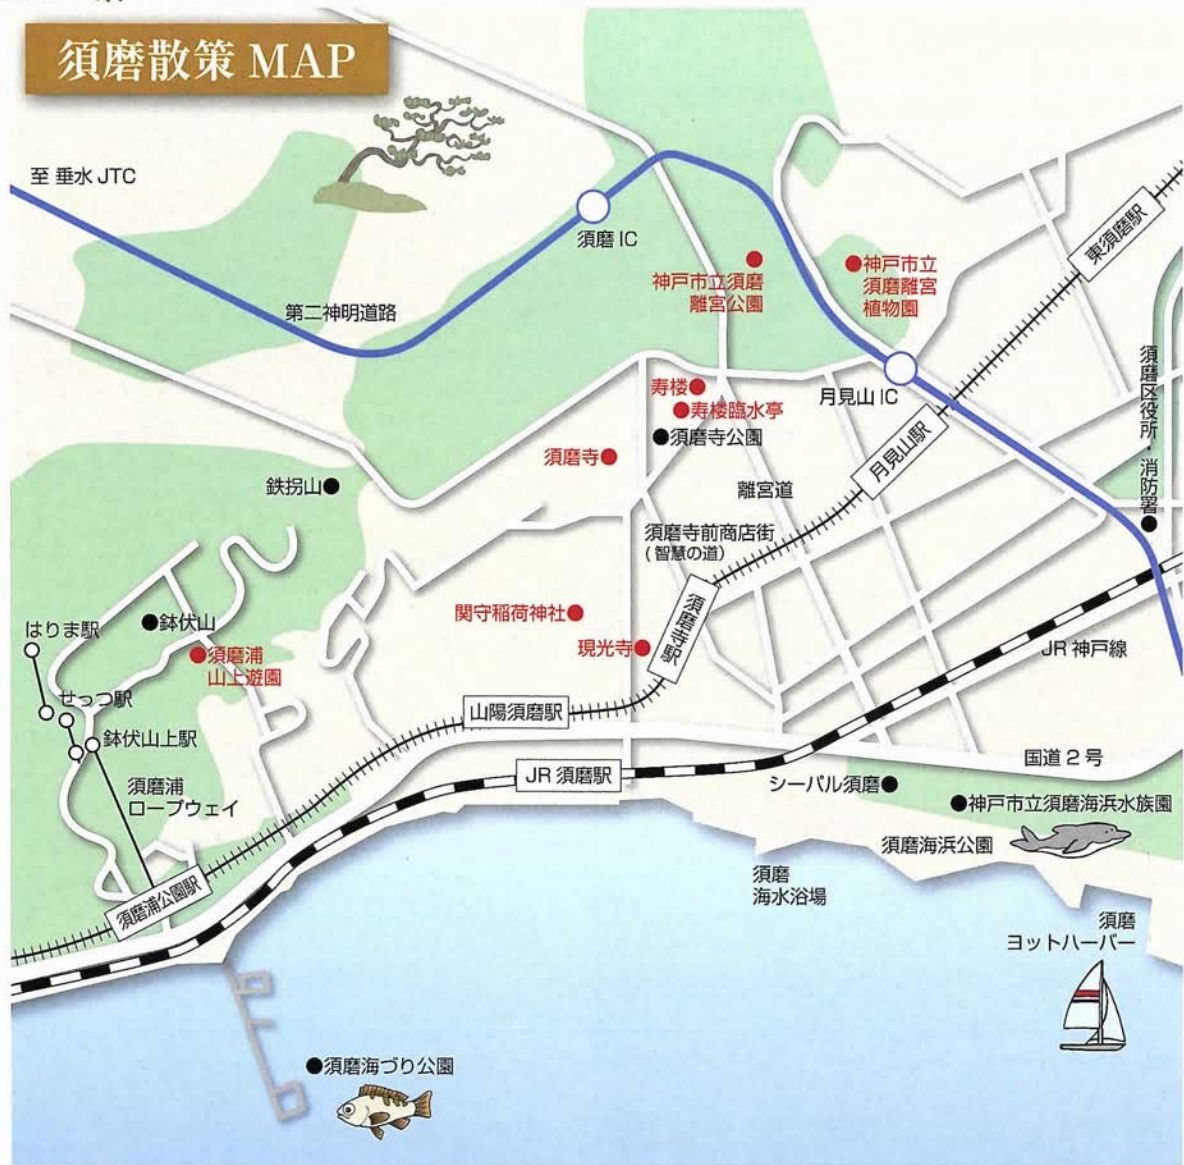 須磨散策 MAP
至 垂水 JTC
須磨 IC
第二神明道路
神戸市立須磨
離宮公園
神戸市立
須磨離宮
植物園
東須磨駅
寿楼
寿楼臨水亭
須磨寺公園
月見山 IC
月見山駅
須磨区役所・消防署
須磨寺
鉄拐山
離宮道
須磨寺前商店街
(智慧の道)
須磨寺駅
関守稲荷神社
現光寺
JR 神戸線
はりま駅
鉢伏山
須磨浦
山上遊園
せっつ駅
鉢伏山上駅
須磨浦
ロープウェイ
山陽須磨駅
JR 須磨駅
国道 2 号
シーパル須磨
神戸市立須磨海浜水族園
須磨海浜公園
須磨
海水浴場
須磨浦公園駅
須磨
ヨットハーバー
須磨海づり公園